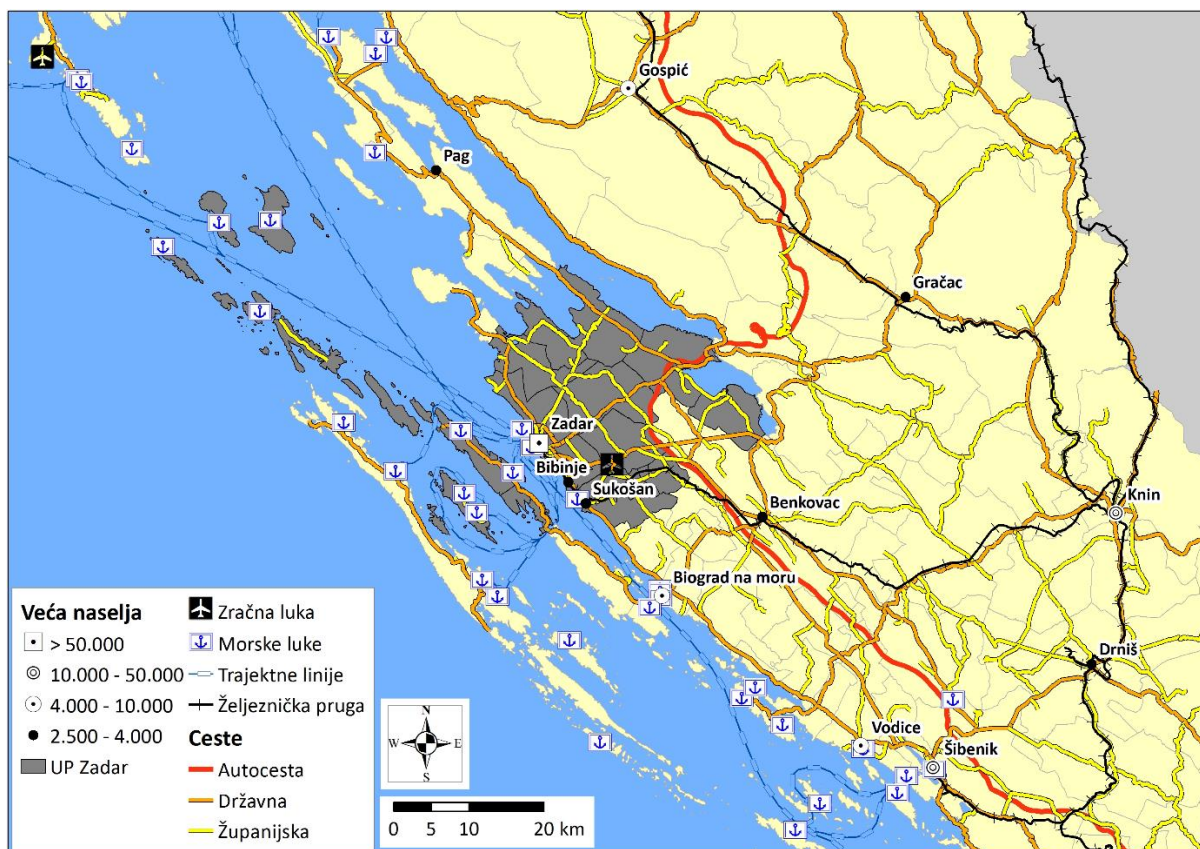 Gospić
Pag
Gračac
Zadar
Bibinje
Sukošan
Benkovac
Knin
Biograd na moru
Drniš
Vodice
Šibenik
Veća naselja
> 50.000
10.000 - 50.000
4.000 - 10.000
2.500 - 4.000
UP Zadar
Zračna luka
Morske luke
Trajektne linije
Željeznička pruga
Ceste
Autocesta
Državna
Županijska
N
W E
S
0 5 10 20 km